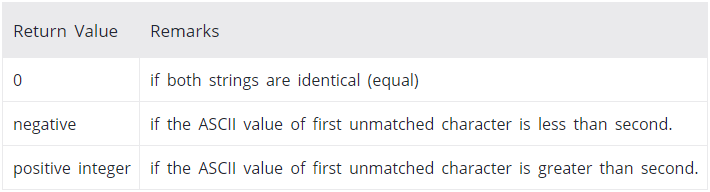 Return Value Remarks
0 if both strings are identical (equal)
negative if the ASCII value of first unmatched character is less than second.
positive integer if the ASCII value of first unmatched character is greater than second.